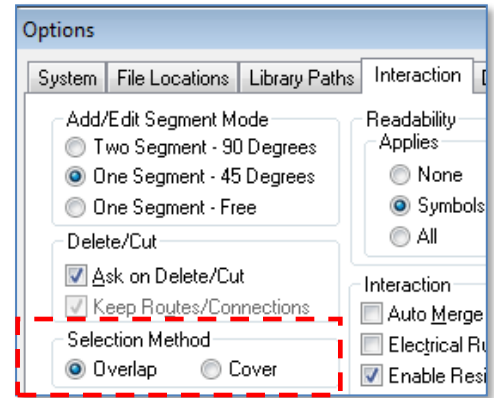 Options
System File Locations Library Paths Interaction
Add/Edit Segment Mode
Two Segment - 90 Degrees
One Segment - 45 Degrees
One Segment - Free
Delete/Cut
Ask on Delete/Cut
Keep Routes/Connections
Selection Method
Overlap Cover
Readability
Applies
None
Symbols
All
Interaction
Auto Merge
Electrical Ru
Enable Resi